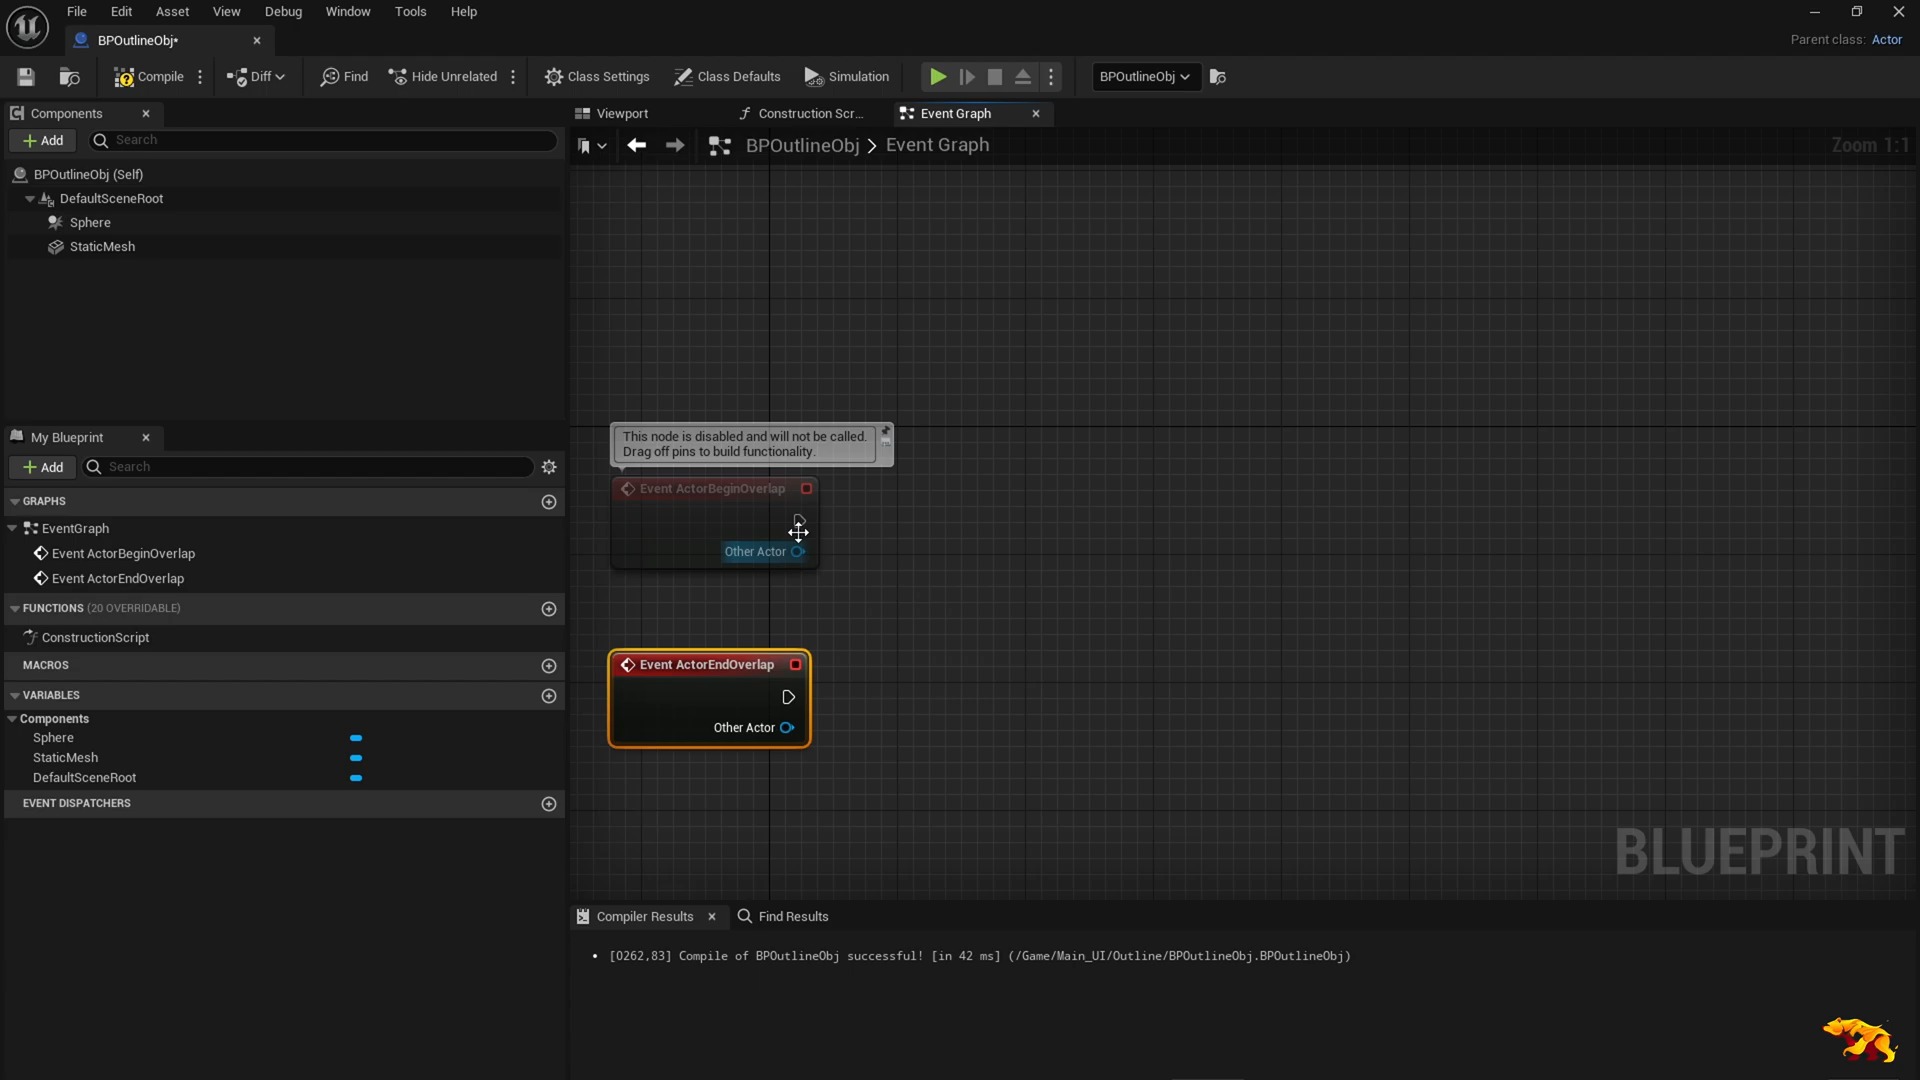 File Edit Asset View Debug Window Tools Help
BPOutlineObj*
Parent class: Actor
Compile
Diff
Find
Hide Unrelated
Class Settings
Class Defaults
Simulation
BPOutlineObj
Components
Add
Search
BPOutlineObj (Self)
DefaultSceneRoot
Sphere
StaticMesh
My Blueprint
Add
Search
GRAPHS
EventGraph
Event ActorBeginOverlap
Event ActorEndOverlap
FUNCTIONS (20 OVERRIDABLE)
ConstructionScript
MACROS
VARIABLES
Components
Sphere
StaticMesh
DefaultSceneRoot
EVENT DISPATCHERS
Viewport
Construction Scr...
Event Graph
BPOutlineObj > Event Graph
Zoom 1:1
This node is disabled and will not be called.
Drag off pins to build functionality.
Event ActorBeginOverlap
Other Actor
Event ActorEndOverlap
Other Actor
BLUEPRINT
Compiler Results
Find Results
[0262,83] Compile of BPOutlineObj successful! [in 42 ms] (/Game/Main_UI/Outline/BPOutlineObj.BPOutlineObj)